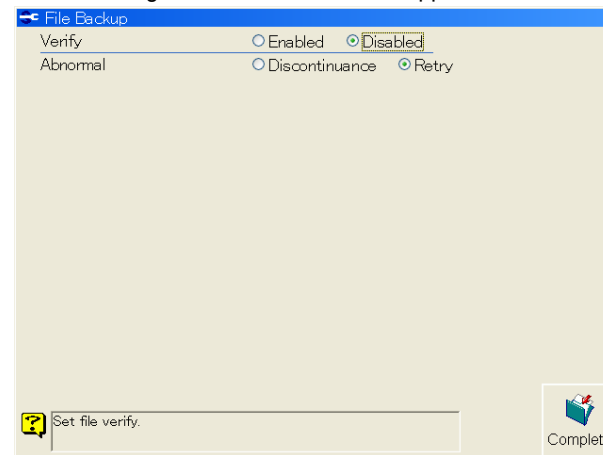 File Backup
Verify Enabled Disabled
Abnormal Discontinuance Retry
Set file verify.
Complet